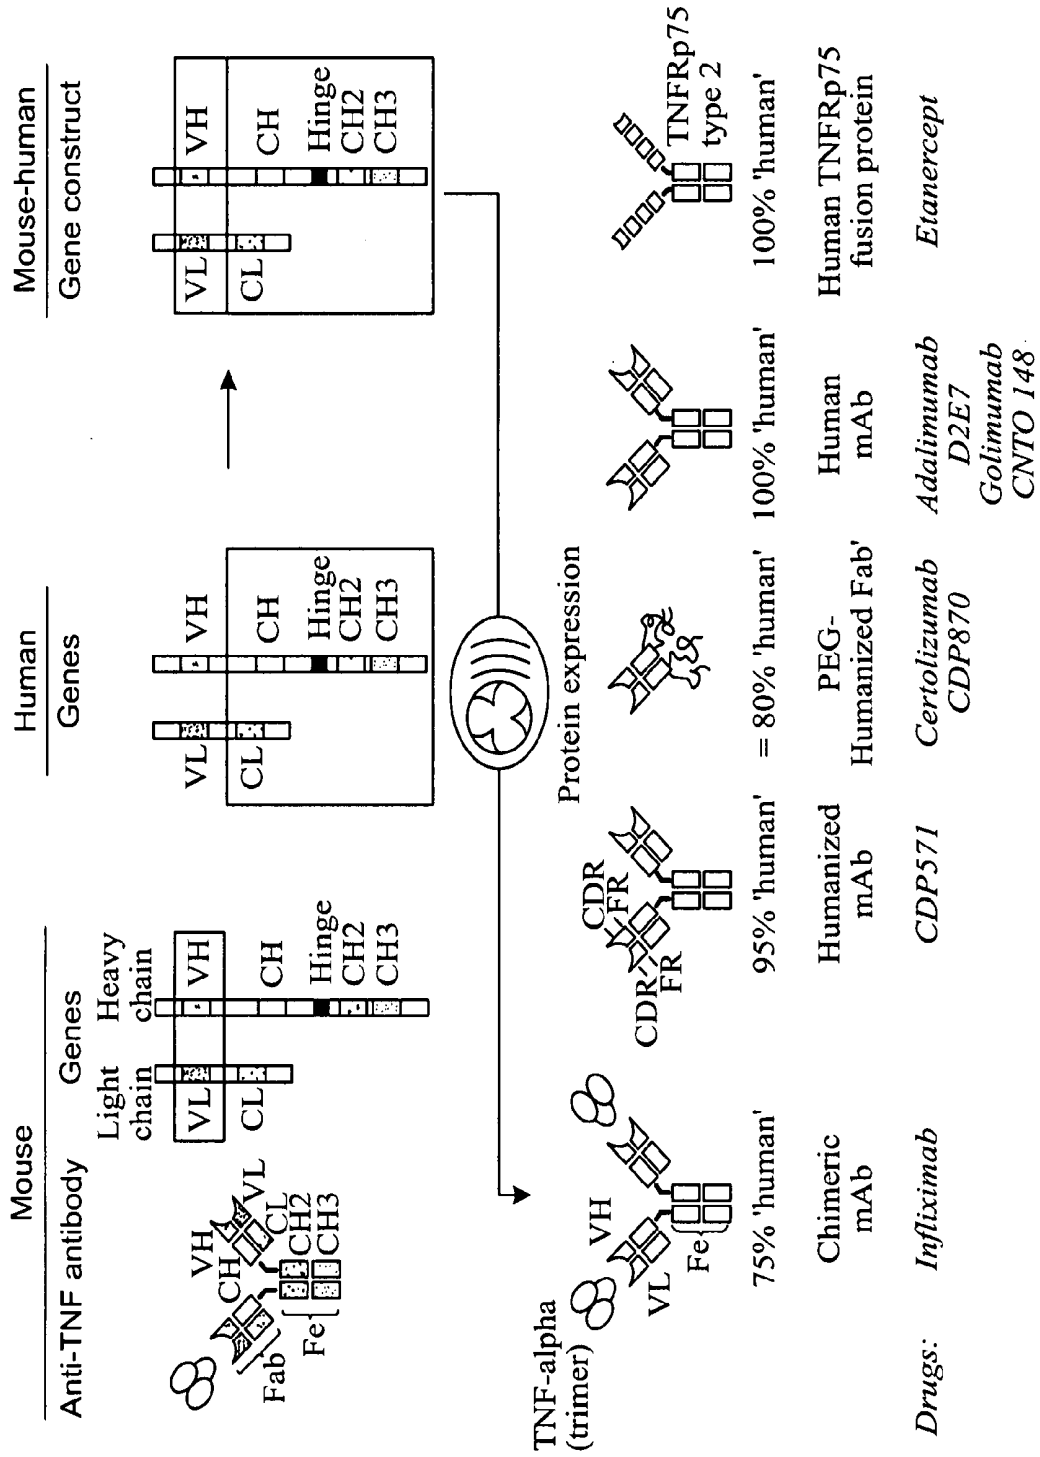 Mouse
Anti-TNF antibody
Genes
Light
chain
Heavy
chain
VH
CH
VL
CL
CH2
CH3
Fab
Fe
VL
VH
CL
CH
Hinge
CH2
CH3
Human
Genes
VL
VH
CL
CH
Hinge
CH2
CH3
Mouse-human
Gene construct
VL
VH
CL
CH
Hinge
CH2
CH3
Protein expression
TNF-alpha
(trimer)
VH
VL
Fe
CDR
FR
CDR
FR
TNFRp75
type 2
75% 'human'
95% 'human'
= 80% 'human'
100% 'human'
100% 'human'
Chimeric
mAb
Humanized
mAb
PEG-
Humanized Fab'
Human
mAb
Human TNFRp75
fusion protein
Drugs:
Infliximab
CDP571
Certolizumab
CDP870
Adalimumab
D2E7
Golimumab
CNTO 148
Etanercept